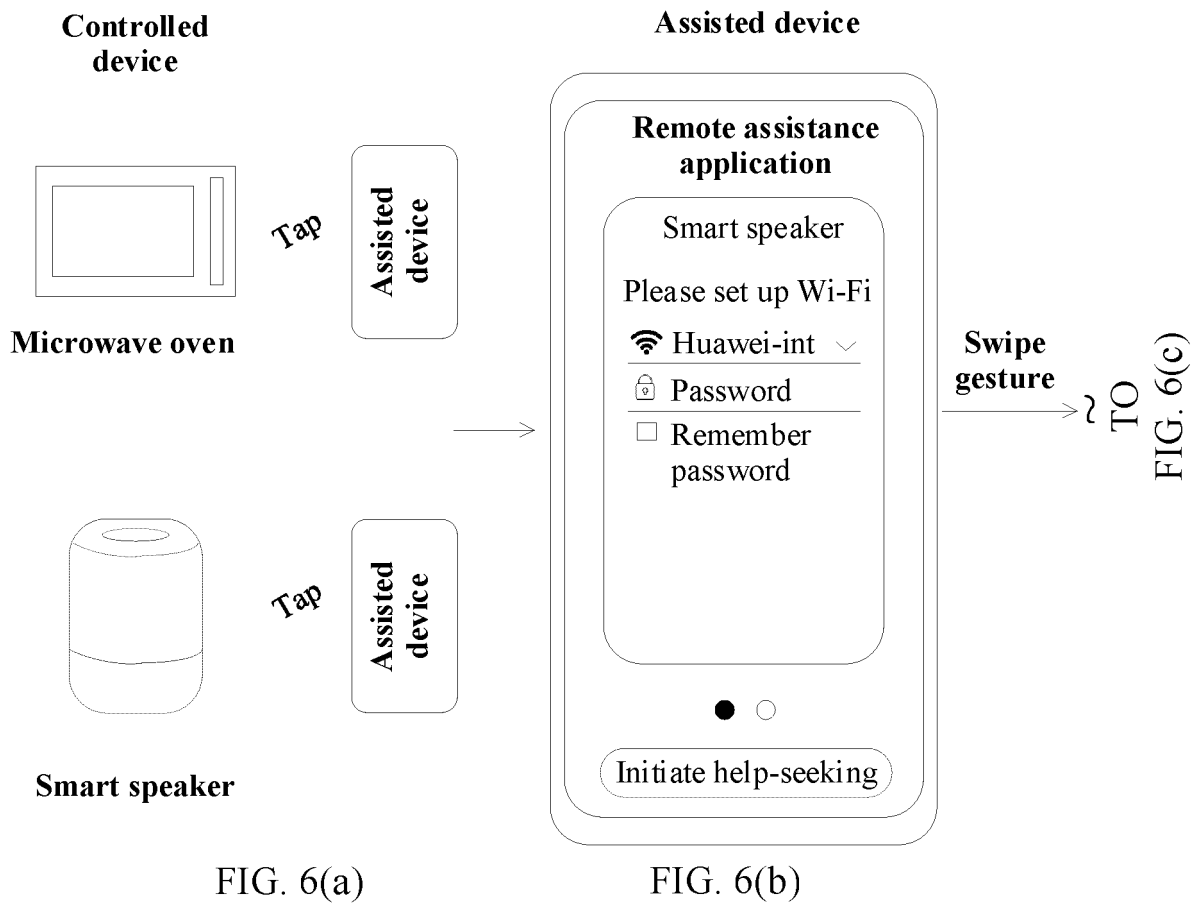 Controlled
device
Tap
Assisted
device
Microwave oven
Tap
Assisted
device
Smart speaker
FIG. 6(a)
Assisted device
Remote assistance
application
Smart speaker
Please set up Wi-Fi
Huawei-int
Password
Remember
password
Initiate help-seeking
FIG. 6(b)
Swipe
gesture
~
TO
FIG. 6(c)